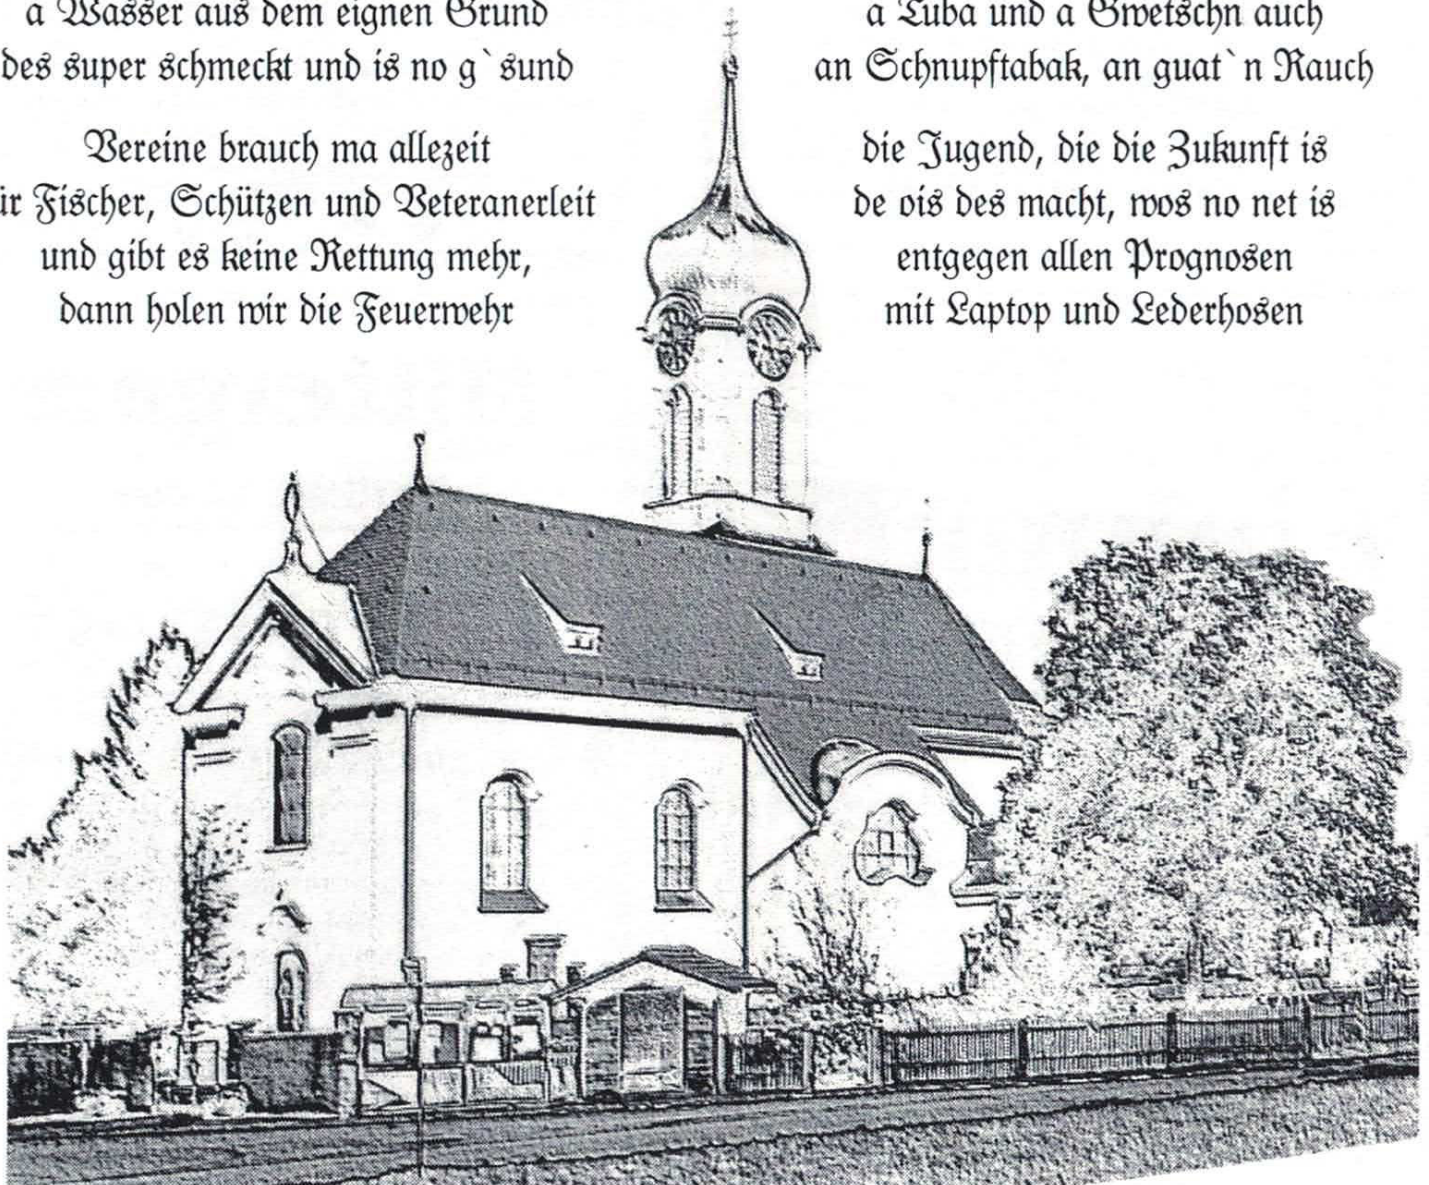 a Wasser aus dem eignen Grund
des super schmeckt und is no g`sund
Vereine brauch ma allezeit
ür Fischer, Schützen und Veteranerleit
und gibt es keine Rettung mehr,
dann holen wir die Feuerwehr
a Tuba und a Gwetschn auch
an Schnupftabak, an guat`n Rauch
die Jugend, die die Zukunft is
de ois des macht, wos no net is
entgegen allen Prognosen
mit Laptop und Lederhosen